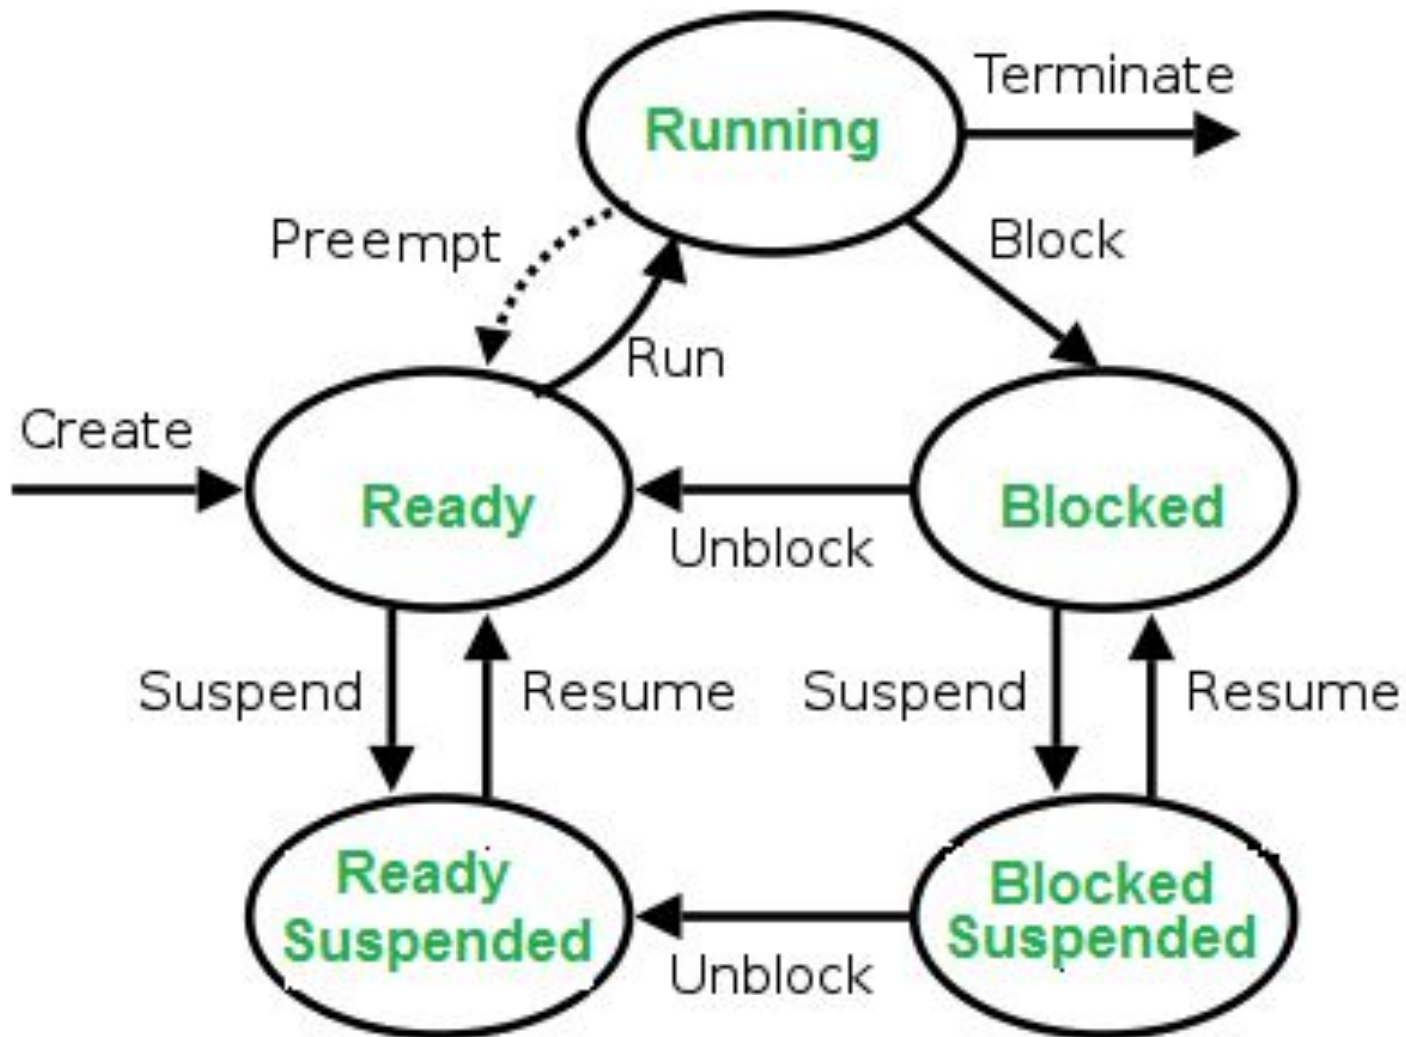 Running
Terminate
Preempt
Block
Run
Create
Ready
Blocked
Unblock
Suspend
Resume
Suspend
Resume
Ready
Suspended
Blocked
Suspended
Unblock